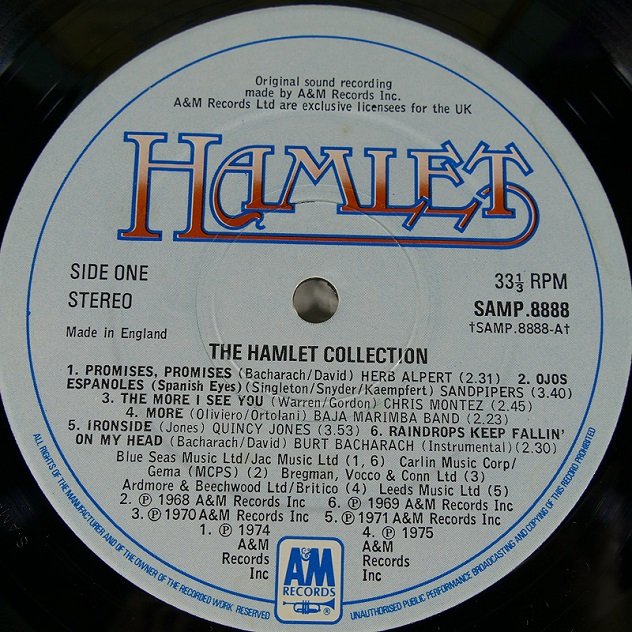 Original sound recording
made by A&M Records Inc.
A&M Records Ltd are exclusive licensees for the UK
HAMLET
SIDE ONE
STEREO
Made in England
33⅓ RPM
SAMP.8888
†SAMP.8888-A†
THE HAMLET COLLECTION
1. PROMISES, PROMISES (Bacharach/David) HERB ALPERT (2.31) 2. OJOS
ESPANOLES (Spanish Eyes) (Singleton/Snyder/Kaempfert) SANDPIPERS (3.40)
3. THE MORE I SEE YOU (Warren/Gordon) CHRIS MONTEZ (2.45)
4. MORE (Oliviero/Ortolani) BAJA MARIMBA BAND (2.23)
5. IRONSIDE (Jones) QUINCY JONES (3.53) 6. RAINDROPS KEEP FALLIN'
ON MY HEAD (Bacharach/David) BURT BACHARACH (Instrumental) (2.30)
Blue Seas Music Ltd/Jac Music Ltd (1, 6) Carlin Music Corp/
Gema (MCPS) (2) Bregman, Vocco & Conn Ltd (3)
Ardmore & Beechwood Ltd/Britico (4) Leeds Music Ltd (5)
2. ℗ 1968 A&M Records Inc 6. ℗ 1969 A&M Records Inc
3. ℗ 1970 A&M Records Inc 5. ℗ 1971 A&M Records Inc
1. ℗ 1974
A&M
Records
Inc
4. ℗ 1975
A&M
Records
Inc
A&M
RECORDS
ALL RIGHTS OF THE MANUFACTURER AND OF THE OWNER OF THE RECORDED WORK RESERVED
UNAUTHORISED PUBLIC PERFORMANCE BROADCASTING AND COPYING OF THIS RECORD PROHIBITED